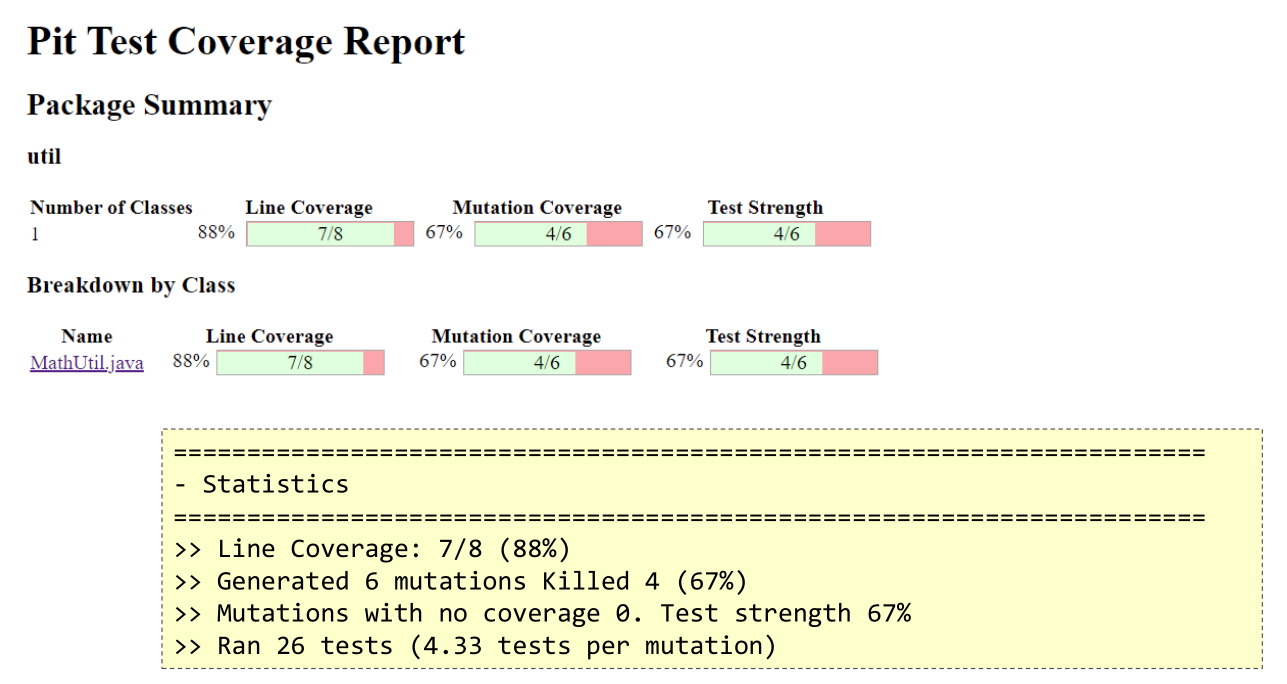 Pit Test Coverage Report
Package Summary
util
Number of Classes Line Coverage Mutation Coverage Test Strength
1 88% 7/8 67% 4/6 67% 4/6
Breakdown by Class
Name Line Coverage Mutation Coverage Test Strength
MathUtil.java 88% 7/8 67% 4/6 67% 4/6
=======================================================================
- Statistics
=======================================================================
>> Line Coverage: 7/8 (88%)
>> Generated 6 mutations Killed 4 (67%)
>> Mutations with no coverage 0. Test strength 67%
>> Ran 26 tests (4.33 tests per mutation)